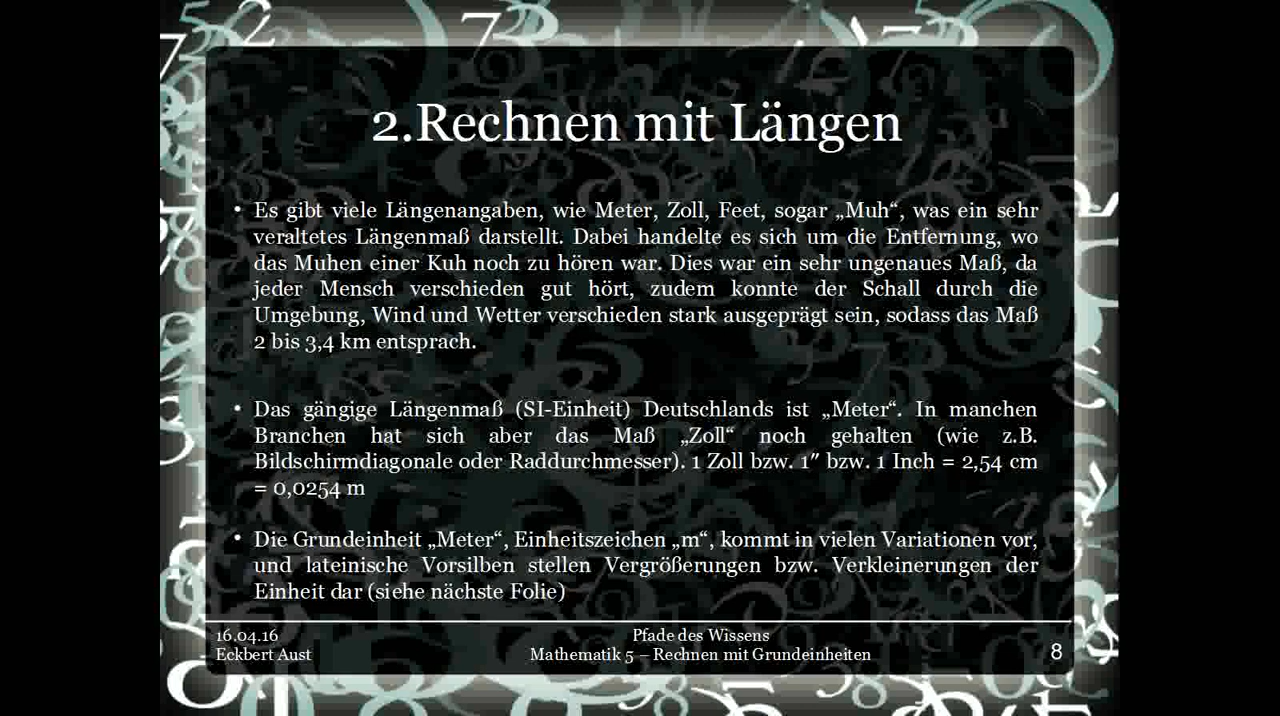 2.Rechnen mit Längen
• Es gibt viele Längenangaben, wie Meter, Zoll, Feet, sogar „Muh“, was ein sehr
veraltetes Längenmaß darstellt. Dabei handelte es sich um die Entfernung, wo
das Muhen einer Kuh noch zu hören war. Dies war ein sehr ungenaues Maß, da
jeder Mensch verschieden gut hört, zudem konnte der Schall durch die
Umgebung, Wind und Wetter verschieden stark ausgeprägt sein, sodass das Maß
2 bis 3,4 km entsprach.
• Das gängige Längenmaß (SI-Einheit) Deutschlands ist „Meter“. In manchen
Branchen hat sich aber das Maß „Zoll“ noch gehalten (wie z.B.
Bildschirmdiagonale oder Raddurchmesser). 1 Zoll bzw. 1″ bzw. 1 Inch = 2,54 cm
= 0,0254 m
• Die Grundeinheit „Meter“, Einheitszeichen „m“, kommt in vielen Variationen vor,
und lateinische Vorsilben stellen Vergrößerungen bzw. Verkleinerungen der
Einheit dar (siehe nächste Folie)
16.04.16
Eckbert Aust
Pfade des Wissens
Mathematik 5 – Rechnen mit Grundeinheiten
8